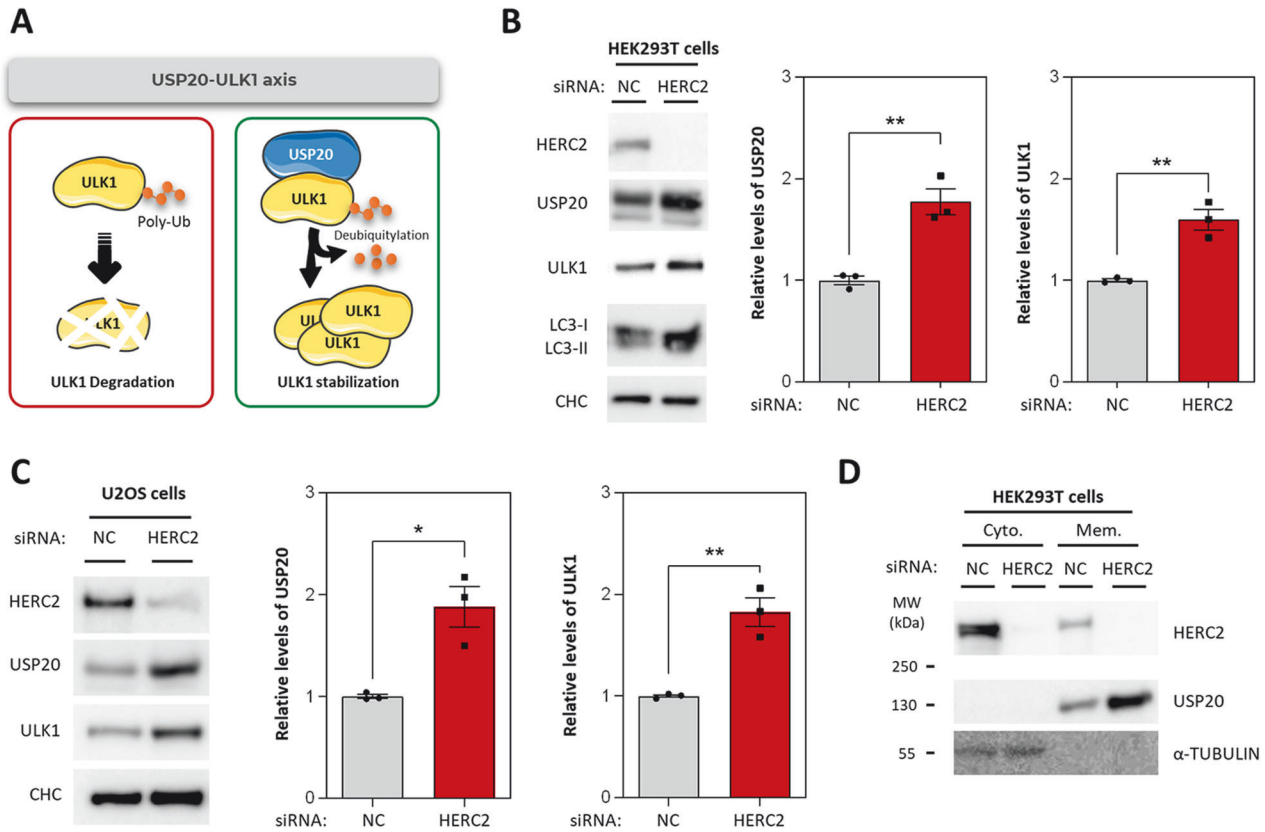 A
USP20-ULK1 axis
ULK1
Poly-Ub
ULK1
ULK1 Degradation
USP20
ULK1
Deubiquitylation
ULK1
UL
ULK1
ULK1 stabilization
B
HEK293T cells
siRNA: NC HERC2
HERC2
USP20
ULK1
LC3-I
LC3-II
CHC
Relative levels of USP20
3
2
1
0
**
siRNA: NC HERC2
Relative levels of ULK1
3
2
1
0
**
siRNA: NC HERC2
C
U2OS cells
siRNA: NC HERC2
HERC2
USP20
ULK1
CHC
Relative levels of USP20
3
2
1
0
*
siRNA: NC HERC2
Relative levels of ULK1
3
2
1
0
**
siRNA: NC HERC2
D
HEK293T cells
Cyto. Mem.
siRNA: NC HERC2 NC HERC2
MW
(kDa)
HERC2
250
130 USP20
55 α-TUBULIN